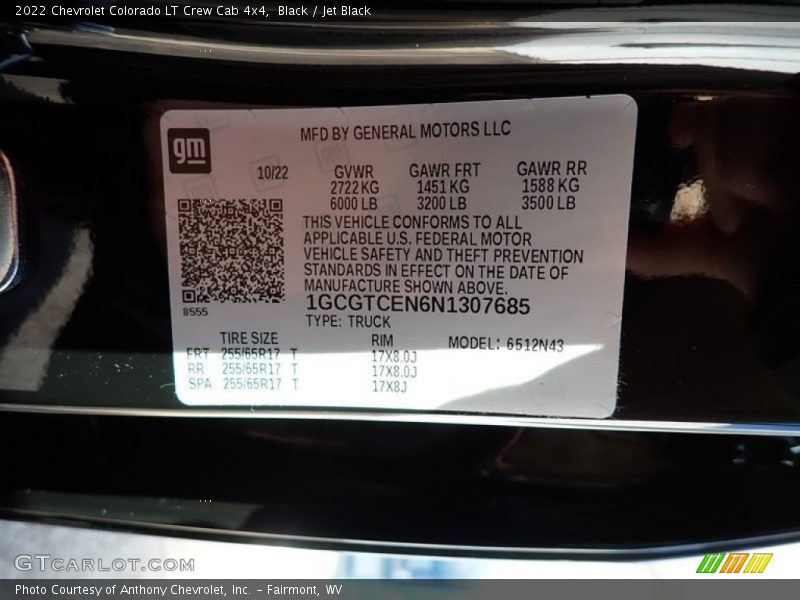 2022 Chevrolet Colorado LT Crew Cab 4x4, Black / Jet Black
MFD BY GENERAL MOTORS LLC
gm
10/22 GVWR GAWR FRT GAWR RR
2722 KG 1451 KG 1588 KG
6000 LB 3200 LB 3500 LB
THIS VEHICLE CONFORMS TO ALL
APPLICABLE U.S. FEDERAL MOTOR
VEHICLE SAFETY AND THEFT PREVENTION
STANDARDS IN EFFECT ON THE DATE OF
MANUFACTURE SHOWN ABOVE.
1GCGTCEN6N1307685
8555
TYPE: TRUCK
TIRE SIZE RIM MODEL: 6512N43
FRT 255/65R17 T 17X8.0J
RR 255/65R17 T 17X8.0J
SPA 255/65R17 T 17X8J
GTCARLOT.COM
Photo Courtesy of Anthony Chevrolet, Inc. – Fairmont, WV